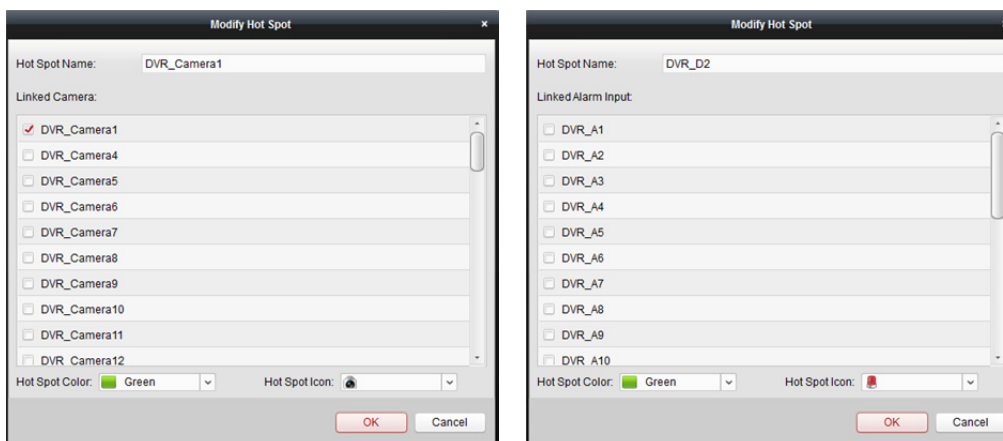 Modify Hot Spot ×
Hot Spot Name: DVR_Camera1
Linked Camera:
DVR_Camera1
DVR_Camera4
DVR_Camera5
DVR_Camera6
DVR_Camera7
DVR_Camera8
DVR_Camera9
DVR_Camera10
DVR_Camera11
DVR_Camera12
Hot Spot Color: Green Hot Spot Icon:
OK Cancel
Modify Hot Spot
Hot Spot Name: DVR_D2
Linked Alarm Input:
DVR_A1
DVR_A2
DVR_A3
DVR_A4
DVR_A5
DVR_A6
DVR_A7
DVR_A8
DVR_A9
DVR_A10
Hot Spot Color: Green Hot Spot Icon:
OK Cancel